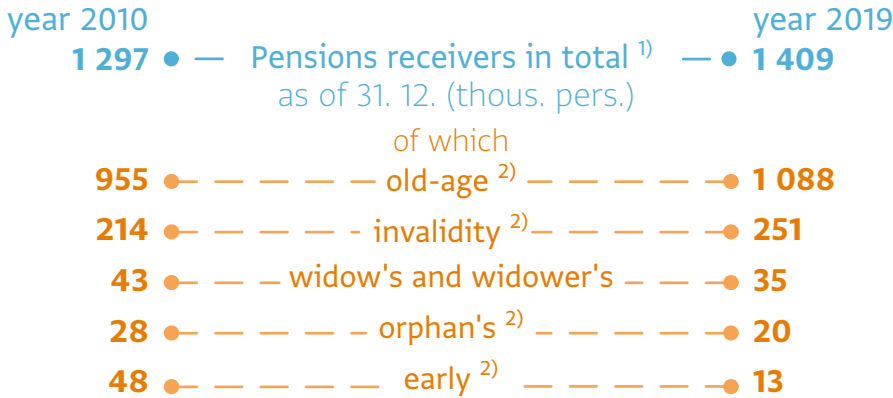 year 2010 year 2019
1 297 Pensions receivers in total 1) 1 409
as of 31. 12. (thous. pers.)
of which
955 old-age 2) 1 088
214 invalidity 2) 251
43 widow's and widower's 35
28 orphan's 2) 20
48 early 2) 13